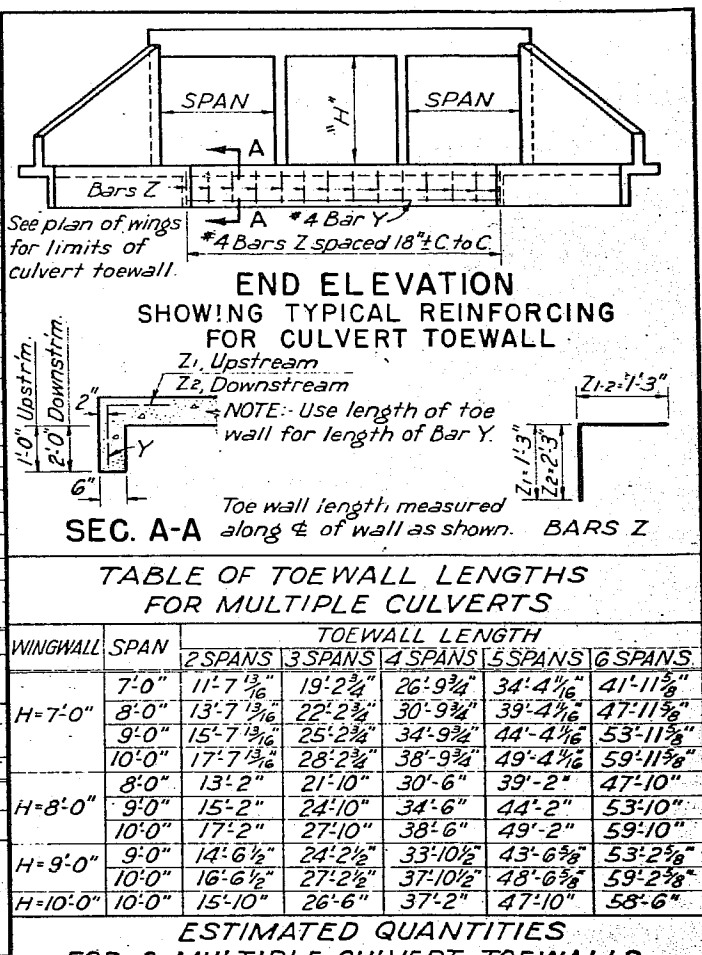 SPAN
SPAN
"H"
A
Bars Z
A
#4 Bar Y
See plan of wings
for limits of
culvert toewall.
#4 Bars Z spaced 18"± C. to C.
END ELEVATION
SHOWING TYPICAL REINFORCING
FOR CULVERT TOEWALL
Z1, Upstream
Z2, Downstream
1'-0" Upstr'm.
2'-0" Downstr'm.
2"
NOTE:- Use length of toe
wall for length of Bar Y.
Y
6"
Z1-2=1'-3"
Z1=1'-3"
Z2=2'-3"
Toe wall length measured
along ℄ of wall as shown.
SEC. A-A
BARS Z
TABLE OF TOEWALL LENGTHS
FOR MULTIPLE CULVERTS
WINGWALL SPAN TOEWALL LENGTH
2 SPANS 3 SPANS 4 SPANS 5 SPANS 6 SPANS
H=7'-0" 7'-0" 11'-7 13/16" 19'-2 3/4" 26'-9 3/4" 34'-4 11/16" 41'-11 5/8"
8'-0" 13'-7 13/16" 22'-2 3/4" 30'-9 3/4" 39'-4 11/16" 47'-11 5/8"
9'-0" 15'-7 13/16" 25'-2 3/4" 34'-9 3/4" 44'-4 11/16" 53'-11 5/8"
10'-0" 17'-7 13/16" 28'-2 3/4" 38'-9 3/4" 49'-4 11/16" 59'-11 5/8"
H=8'-0" 8'-0" 13'-2" 21'-10" 30'-6" 39'-2" 47'-10"
9'-0" 15'-2" 24'-10" 34'-6" 44'-2" 53'-10"
10'-0" 17'-2" 27'-10" 38'-6" 49'-2" 59'-10"
H=9'-0" 9'-0" 14'-6 1/2" 24'-2 1/2" 33'-10 1/2" 43'-6 5/8" 53'-2 5/8"
10'-0" 16'-6 1/2" 27'-2 1/2" 37'-10 1/2" 48'-6 5/8" 59'-2 5/8"
H=10'-0" 10'-0" 15'-10" 26'-6" 37'-2" 47'-10" 58'-6"
ESTIMATED QUANTITIES
FOR 2 MULTIPLE CULVERT TOEWALLS